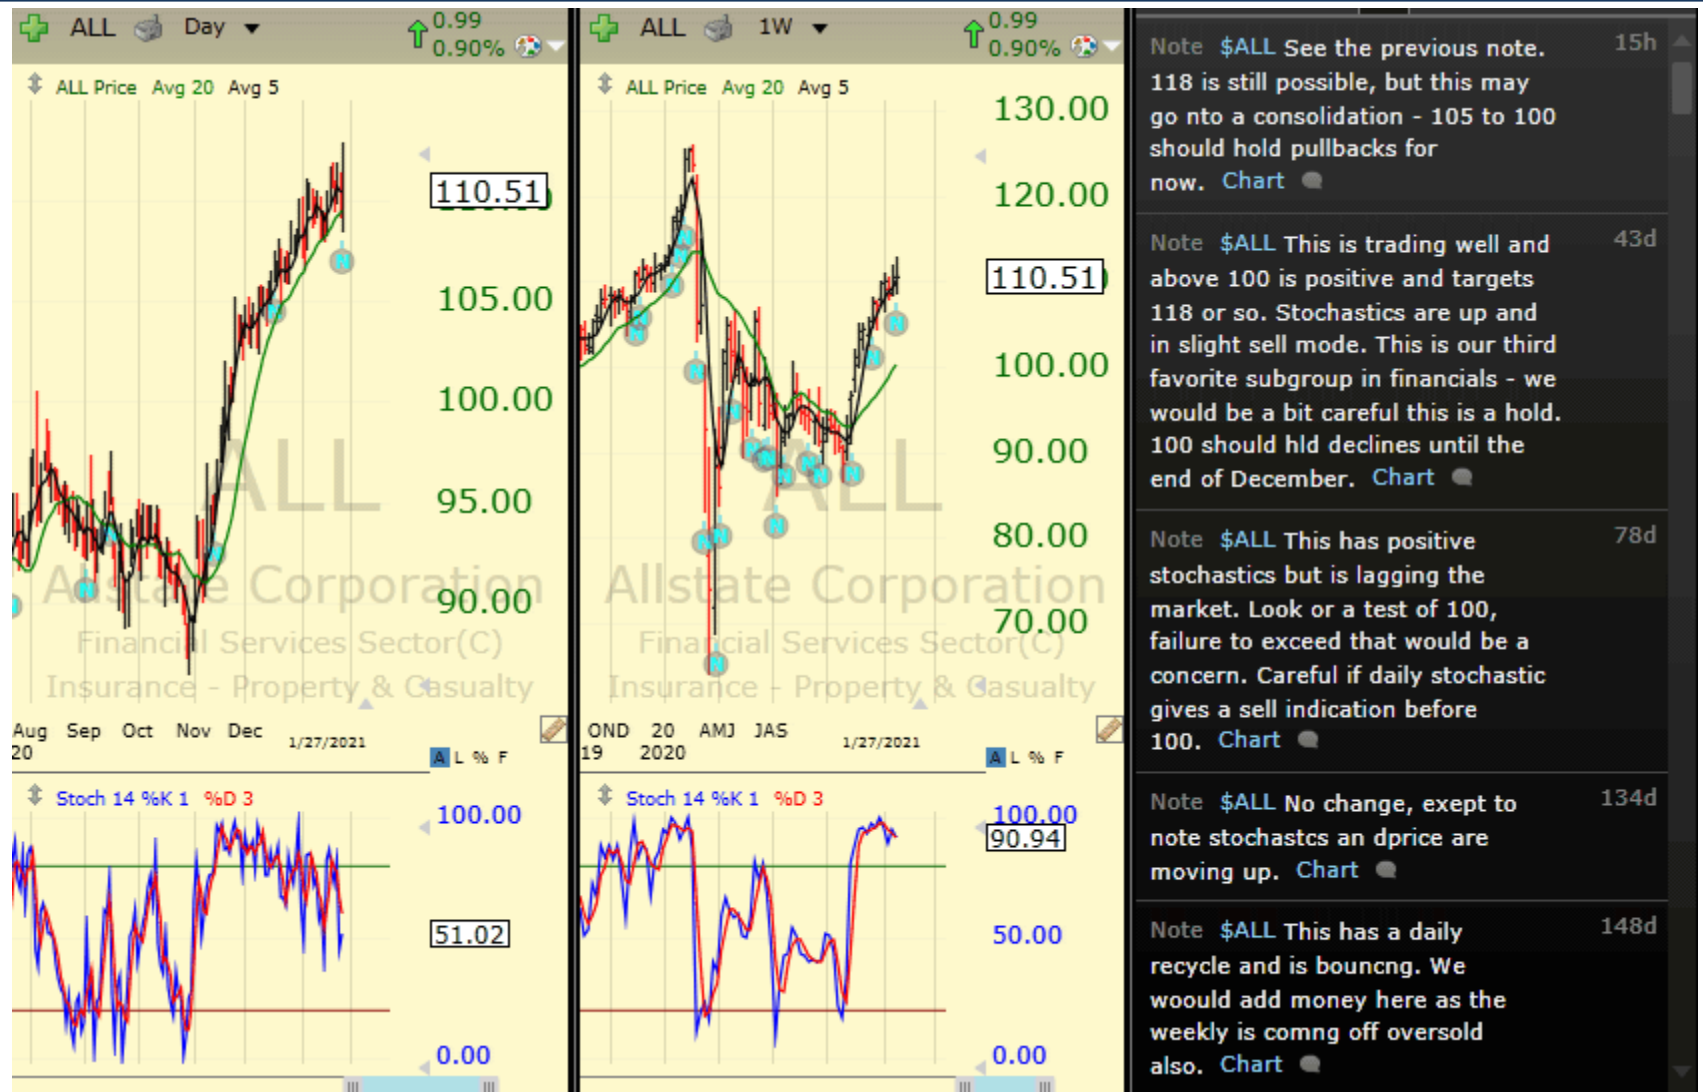 ALL Day
0.99
0.90%
ALL Price Avg 20 Avg 5
110.51
105.00
100.00
95.00
90.00
ALL
Allstate Corporation
Financial Services Sector(C)
Insurance - Property & Casualty
Aug Sep Oct Nov Dec 1/27/2021
20
A L % F
Stoch 14 %K 1 %D 3
100.00
51.02
0.00
ALL 1W
0.99
0.90%
ALL Price Avg 20 Avg 5
130.00
120.00
110.51
100.00
90.00
80.00
70.00
ALL
Allstate Corporation
Financial Services Sector(C)
Insurance - Property & Casualty
OND 20 AMJ JAS 1/27/2021
19 2020
A L % F
Stoch 14 %K 1 %D 3
100.00
90.94
50.00
0.00
Note $ALL See the previous note. 15h
118 is still possible, but this may
go nto a consolidation - 105 to 100
should hold pullbacks for
now. Chart
Note $ALL This is trading well and 43d
above 100 is positive and targets
118 or so. Stochastics are up and
in slight sell mode. This is our third
favorite subgroup in financials - we
would be a bit careful this is a hold.
100 should hld declines until the
end of December. Chart
Note $ALL This has positive 78d
stochastics but is lagging the
market. Look or a test of 100,
failure to exceed that would be a
concern. Careful if daily stochastic
gives a sell indication before
100. Chart
Note $ALL No change, exept to 134d
note stochastcs an dprice are
moving up. Chart
Note $ALL This has a daily 148d
recycle and is bouncng. We
woould add money here as the
weekly is comng off oversold
also. Chart